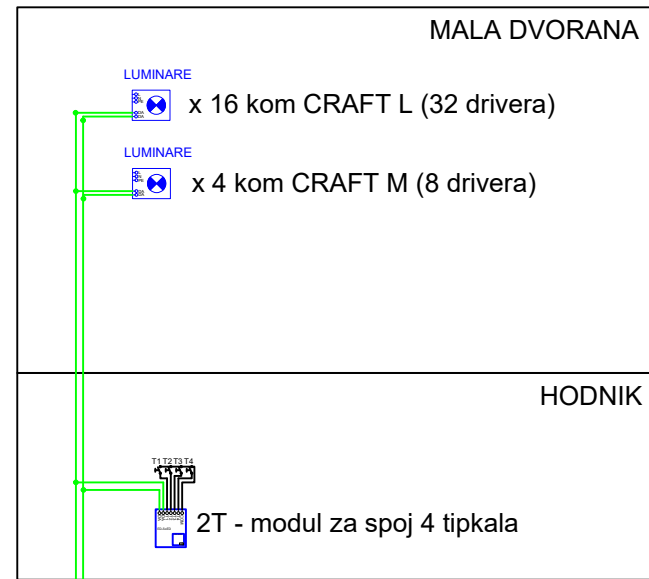 MALA DVORANA
LUMINARE
x 16 kom CRAFT L (32 drivera)
LUMINARE
x 4 kom CRAFT M (8 drivera)
HODNIK
T1 T2 T3 T4
2T - modul za spoj 4 tipkala